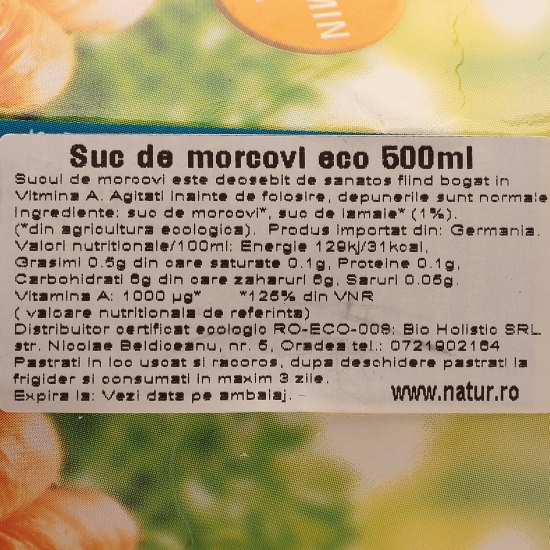 VITAMIN
Suc de morcovi eco 500ml
Sucul de morcovi este deosebit de sanatos fiind bogat in
Vitmina A. Agitati inainte de folosire, depunerile sunt normale
Ingrediente: suc de morcovi*, suc de lamaie* (1%).
(*din agricultura ecologica). Produs importat din: Germania.
Valori nutritionale/100ml: Energie 129kj/31kcal,
Grasimi 0.5g din care saturate 0.1g, Proteine 0.1g,
Carbohidrati 6g din care zaharuri 6g, Saruri 0.05g.
Vitamina A: 1000 µg* *125% din VNR
( valoare nutritionala de referinta)
Distribuitor certificat ecologic RO-ECO-008: Bio Holistic SRL
str. Nicolae Beldiceanu, nr. 5, Oradea tel.: 0721902164
Pastrati in loc uscat si racoros, dupa deschidere pastrati la
frigider si consumati in maxim 3 zile.
Expira la: Vezi data pe ambalaj.
www.natur.ro